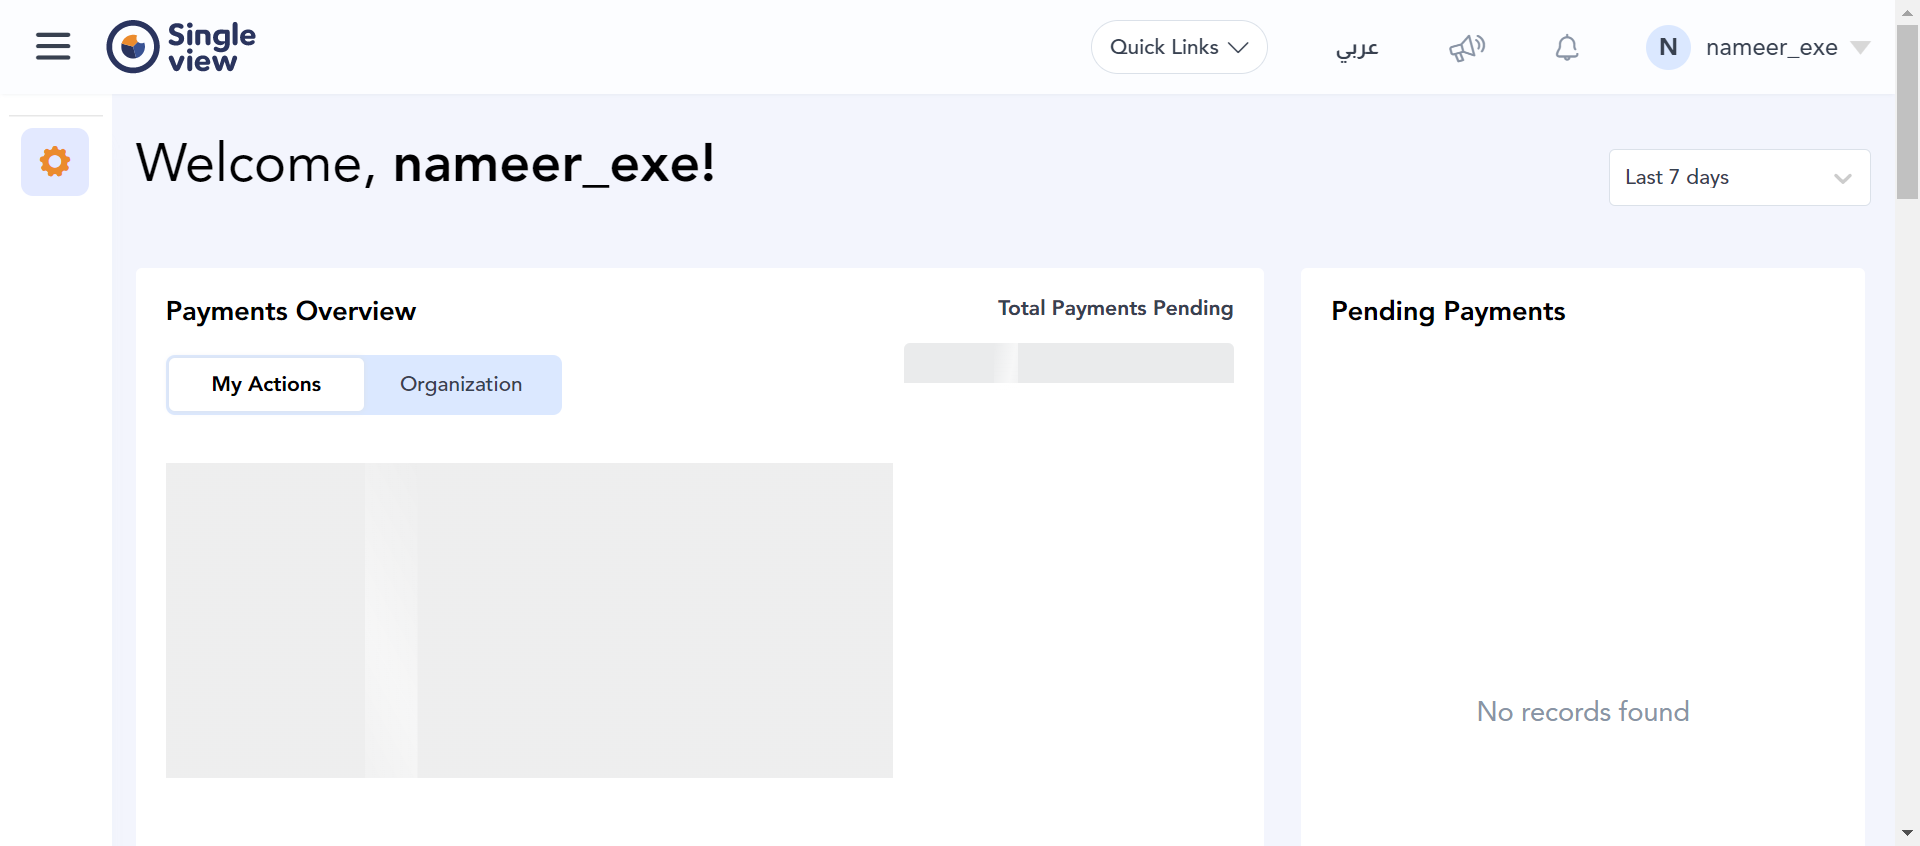 Single
view
Quick Links
عربي
N
nameer_exe
Welcome, nameer_exe!
Last 7 days
Payments Overview
Total Payments Pending
My Actions
Organization
Pending Payments
No records found